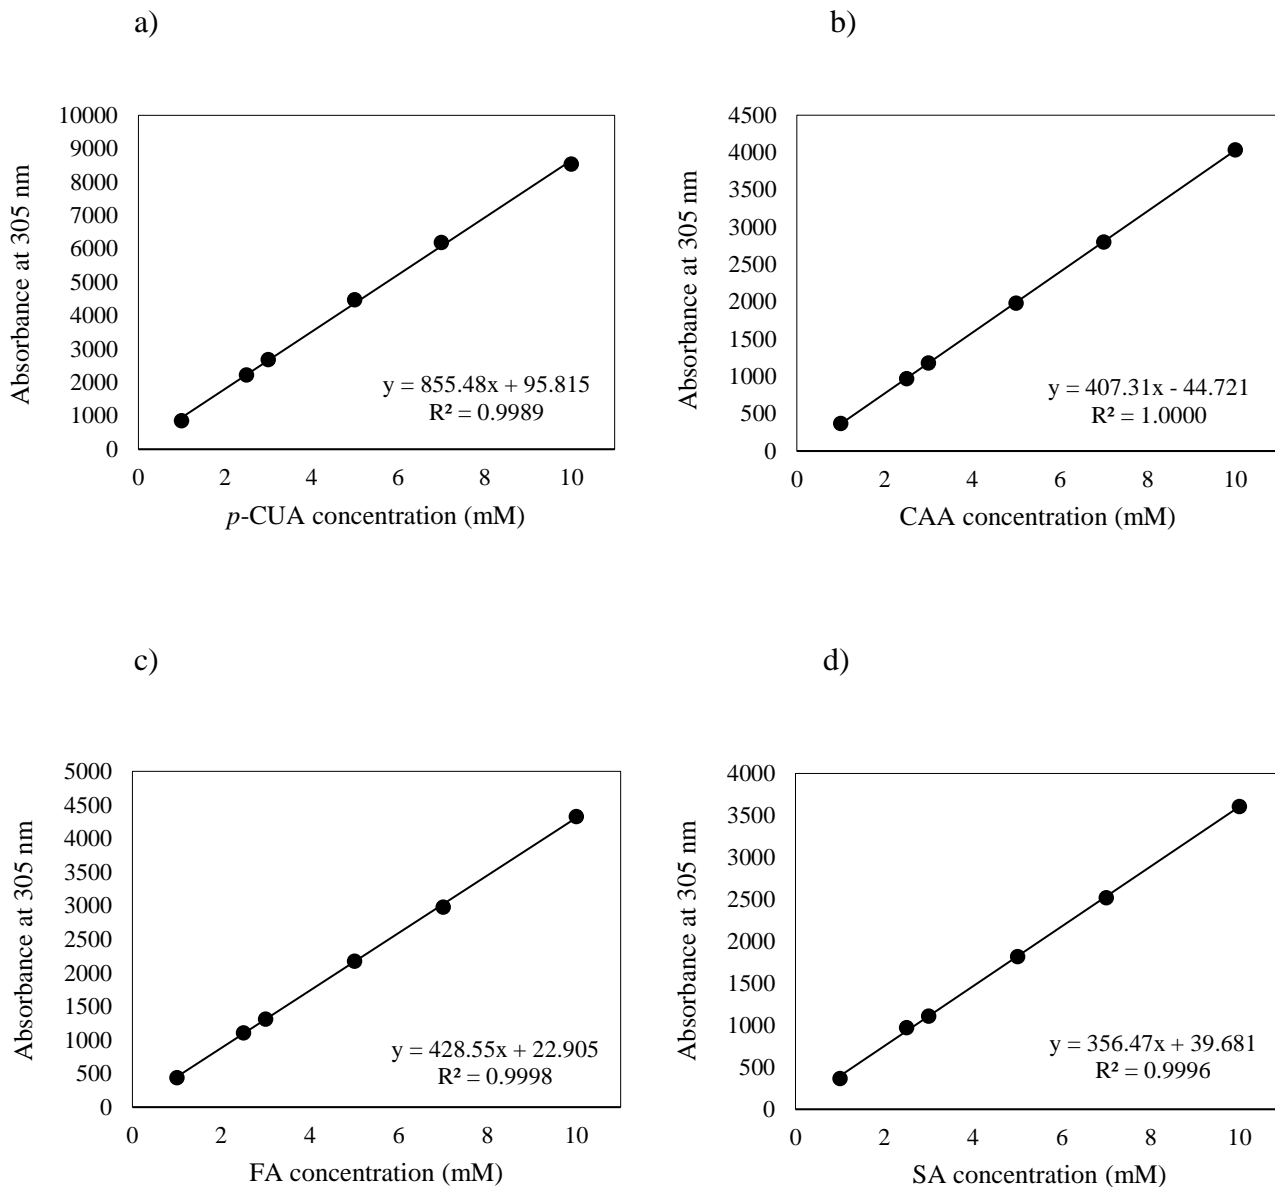 a)
Absorbance at 305 nm
10000
9000
8000
7000
6000
5000
4000
3000
2000
1000
0
y = 855.48x + 95.815
R² = 0.9989
0 2 4 6 8 10
p-CUA concentration (mM)
b)
Absorbance at 305 nm
4500
4000
3500
3000
2500
2000
1500
1000
500
0
y = 407.31x - 44.721
R² = 1.0000
0 2 4 6 8 10
CAA concentration (mM)
c)
Absorbance at 305 nm
5000
4500
4000
3500
3000
2500
2000
1500
1000
500
0
y = 428.55x + 22.905
R² = 0.9998
0 2 4 6 8 10
FA concentration (mM)
d)
Absorbance at 305 nm
4000
3500
3000
2500
2000
1500
1000
500
0
y = 356.47x + 39.681
R² = 0.9996
0 2 4 6 8 10
SA concentration (mM)